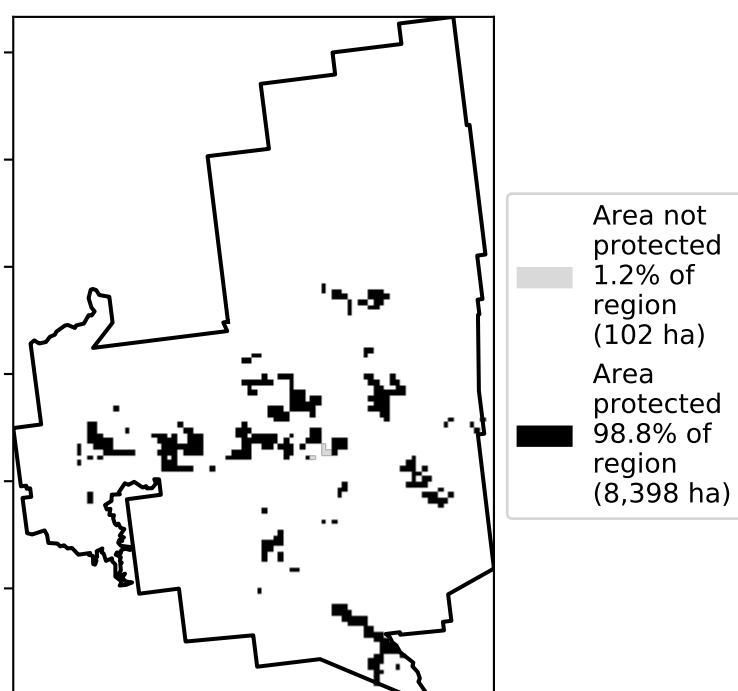 Area not
protected
1.2% of
region
(102 ha)
Area
protected
98.8% of
region
(8,398 ha)